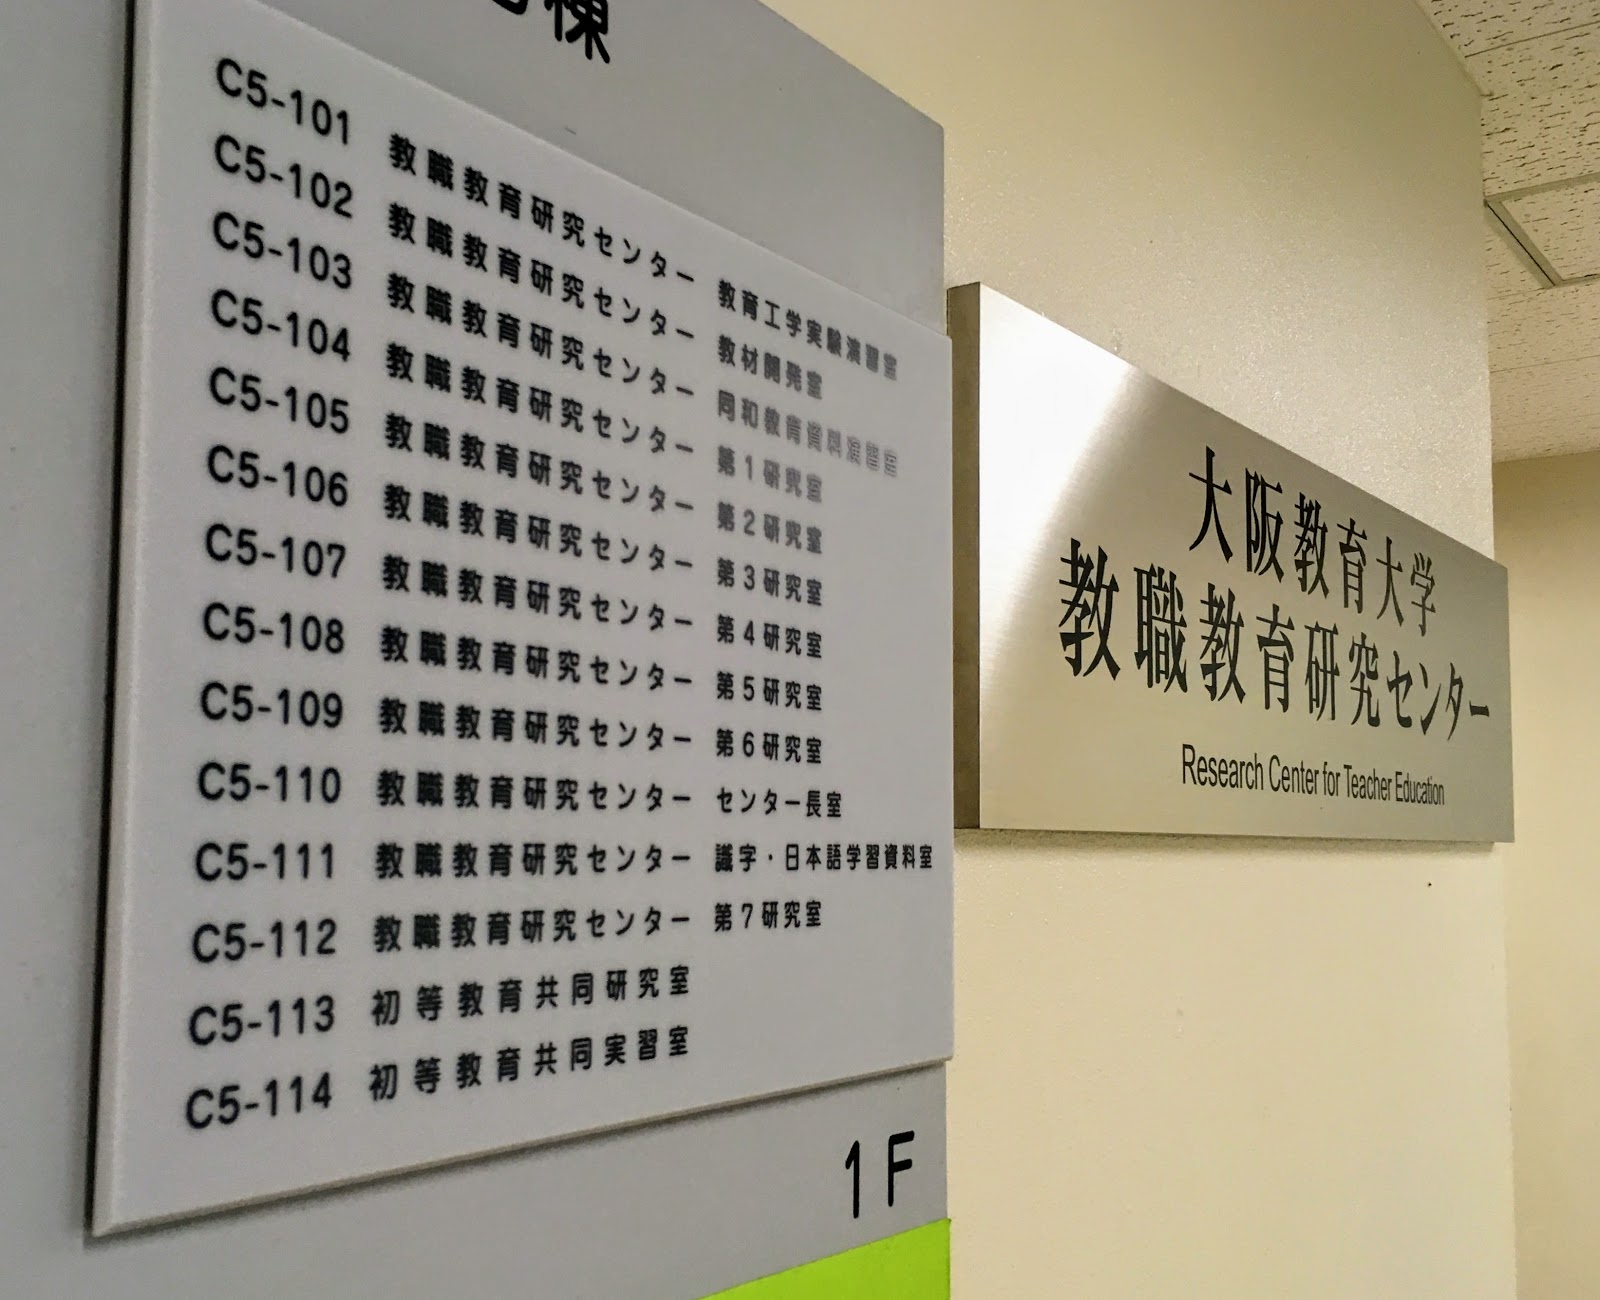 棟
C5-101 教職教育研究センター 教育工学実験演習室
C5-102 教職教育研究センター 教材開発室
C5-103 教職教育研究センター 同和教育資料演習室
C5-104 教職教育研究センター 第1研究室
C5-105 教職教育研究センター 第2研究室
C5-106 教職教育研究センター 第3研究室
C5-107 教職教育研究センター 第4研究室
C5-108 教職教育研究センター 第5研究室
C5-109 教職教育研究センター 第6研究室
C5-110 教職教育研究センター センター長室
C5-111 教職教育研究センター 識字・日本語学習資料室
C5-112 教職教育研究センター 第7研究室
C5-113 初等教育共同研究室
C5-114 初等教育共同実習室
1F
大阪教育大学
教職教育研究センター
Research Center for Teacher Education